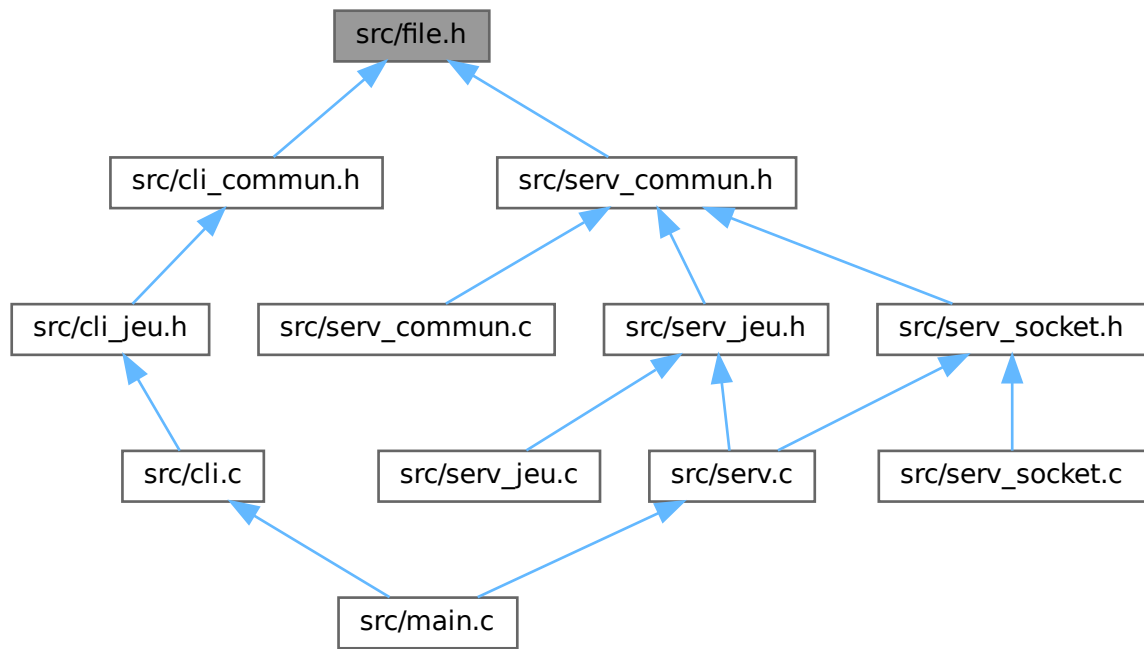 src/file.h
src/cli_commun.h
src/serv_commun.h
src/cli_jeu.h
src/serv_commun.c
src/serv_jeu.h
src/serv_socket.h
src/cli.c
src/serv_jeu.c
src/serv.c
src/serv_socket.c
src/main.c